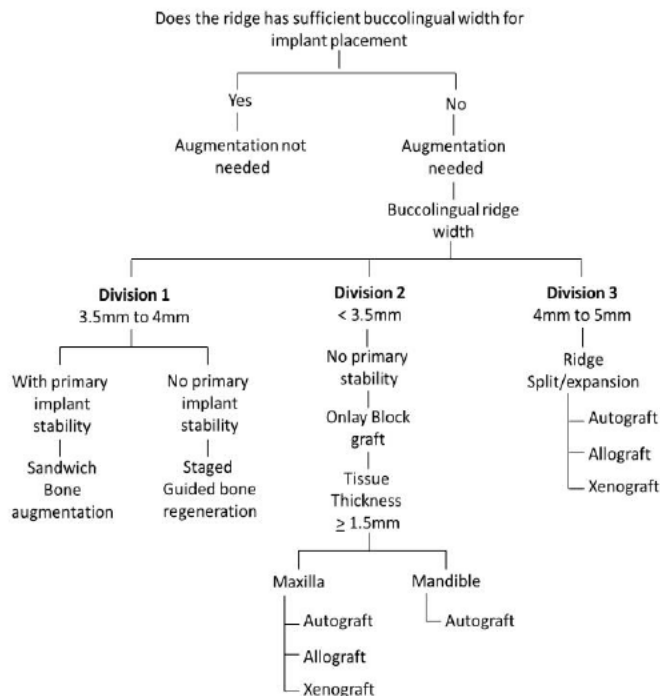 Does the ridge has sufficient buccolingual width for
implant placement
Yes
No
Augmentation not
needed
Augmentation
needed
Buccolingual ridge
width
Division 1
3.5mm to 4mm
With primary
implant
stability
Sandwich
Bone
augmentation
No primary
implant
stability
Staged
Guided bone
regeneration
Division 2
< 3.5mm
No primary
stability
Onlay Block
graft
Tissue
Thickness
≥ 1.5mm
Maxilla
Autograft
Allograft
Xenograft
Mandible
Autograft
Division 3
4mm to 5mm
Ridge
Split/expansion
Autograft
Allograft
Xenograft